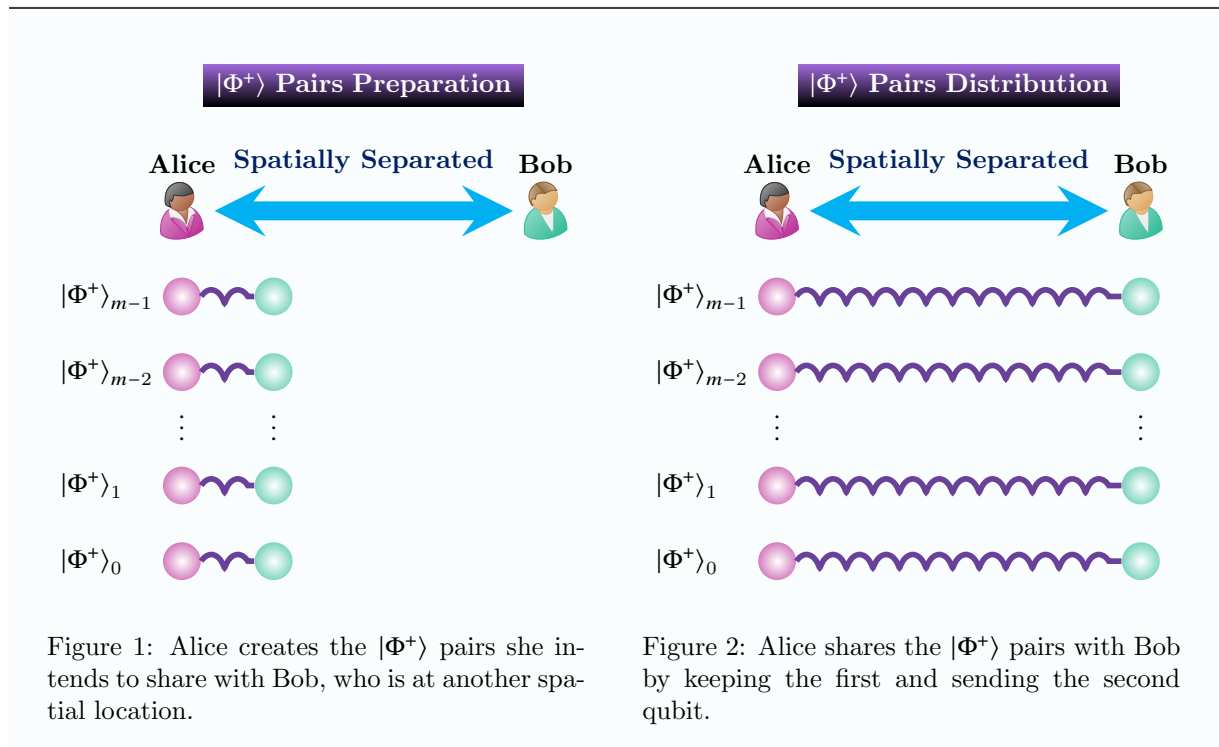 |Φ⁺⟩ Pairs Preparation
Alice
Spatially Separated
Bob
|Φ⁺⟩ₘ₋₁
|Φ⁺⟩ₘ₋₂
⋮ ⋮
|Φ⁺⟩₁
|Φ⁺⟩₀
Figure 1: Alice creates the |Φ⁺⟩ pairs she in-
tends to share with Bob, who is at another spa-
tial location.
|Φ⁺⟩ Pairs Distribution
Alice
Spatially Separated
Bob
|Φ⁺⟩ₘ₋₁
|Φ⁺⟩ₘ₋₂
⋮ ⋮
|Φ⁺⟩₁
|Φ⁺⟩₀
Figure 2: Alice shares the |Φ⁺⟩ pairs with Bob
by keeping the first and sending the second
qubit.